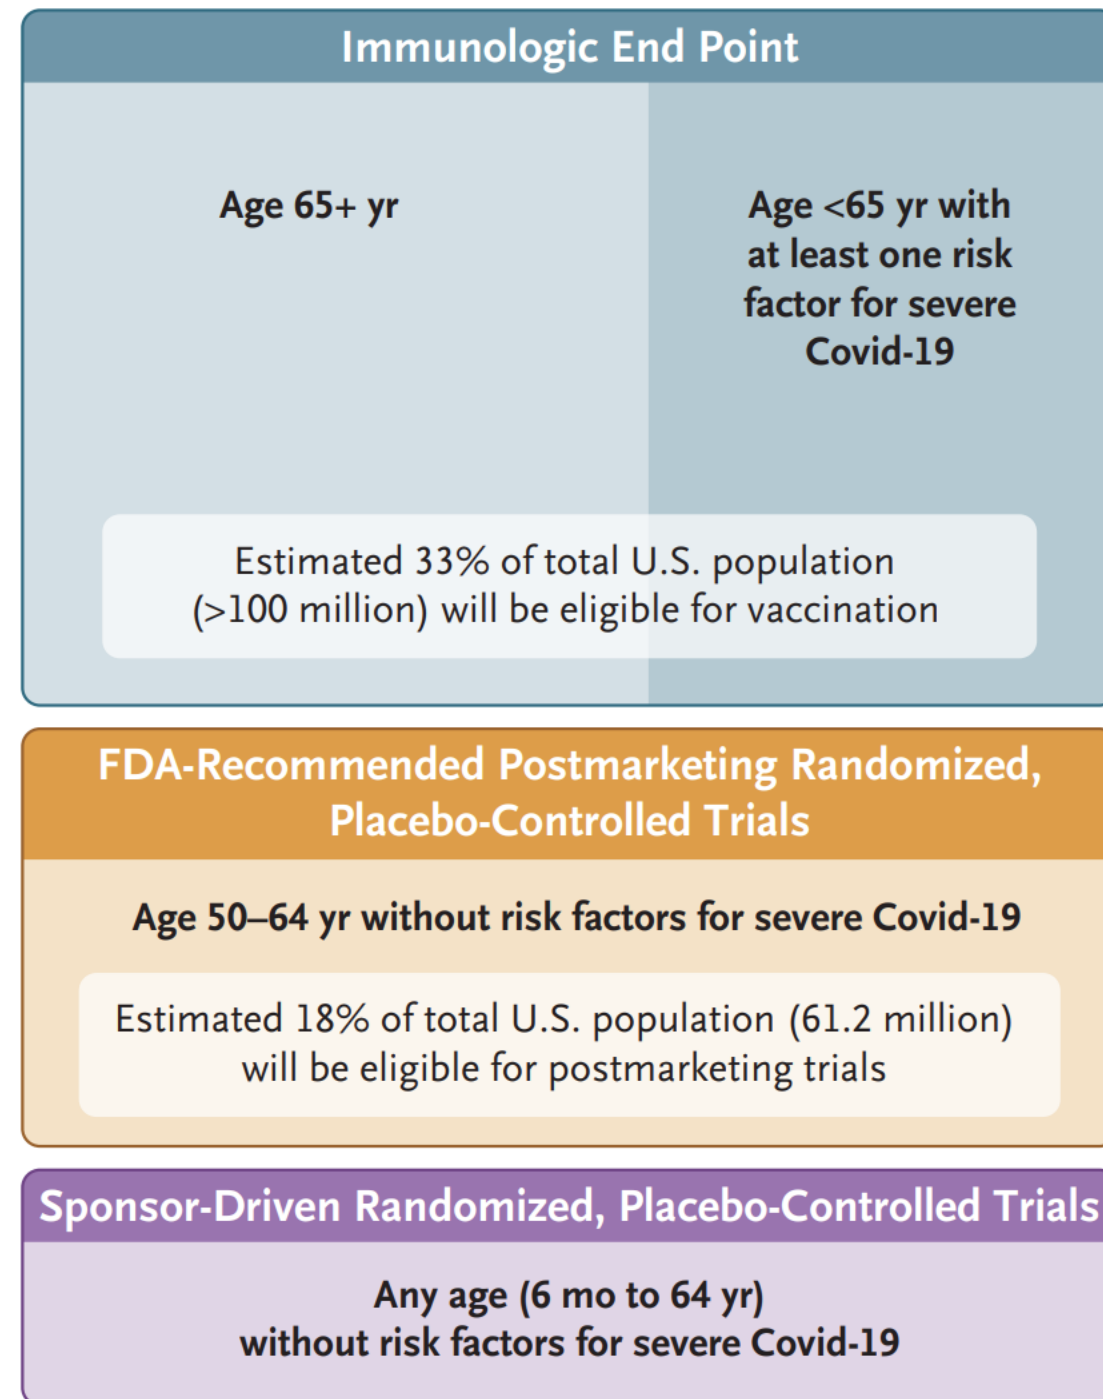 Immunologic End Point
Age 65+ yr
Age <65 yr with
at least one risk
factor for severe
Covid-19
Estimated 33% of total U.S. population
(>100 million) will be eligible for vaccination
FDA-Recommended Postmarketing Randomized,
Placebo-Controlled Trials
Age 50–64 yr without risk factors for severe Covid-19
Estimated 18% of total U.S. population (61.2 million)
will be eligible for postmarketing trials
Sponsor-Driven Randomized, Placebo-Controlled Trials
Any age (6 mo to 64 yr)
without risk factors for severe Covid-19